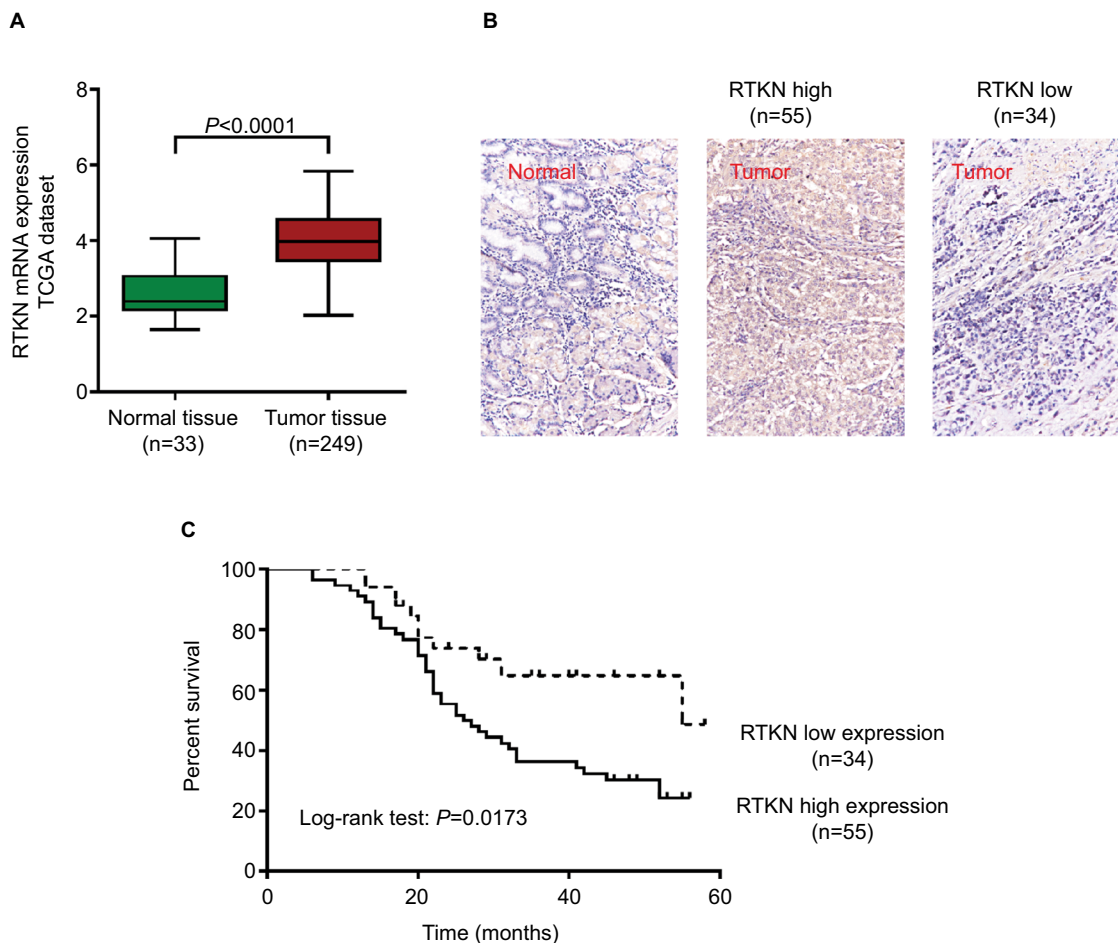 A
RTKN mRNA expression
TCGA dataset
8
6
4
2
0
P<0.0001
Normal tissue
(n=33)
Tumor tissue
(n=249)
B
RTKN high
(n=55)
RTKN low
(n=34)
Normal
Tumor
Tumor
C
Percent survival
100
80
60
40
20
0
Log-rank test: P=0.0173
RTKN low expression
(n=34)
RTKN high expression
(n=55)
0
20
40
60
Time (months)